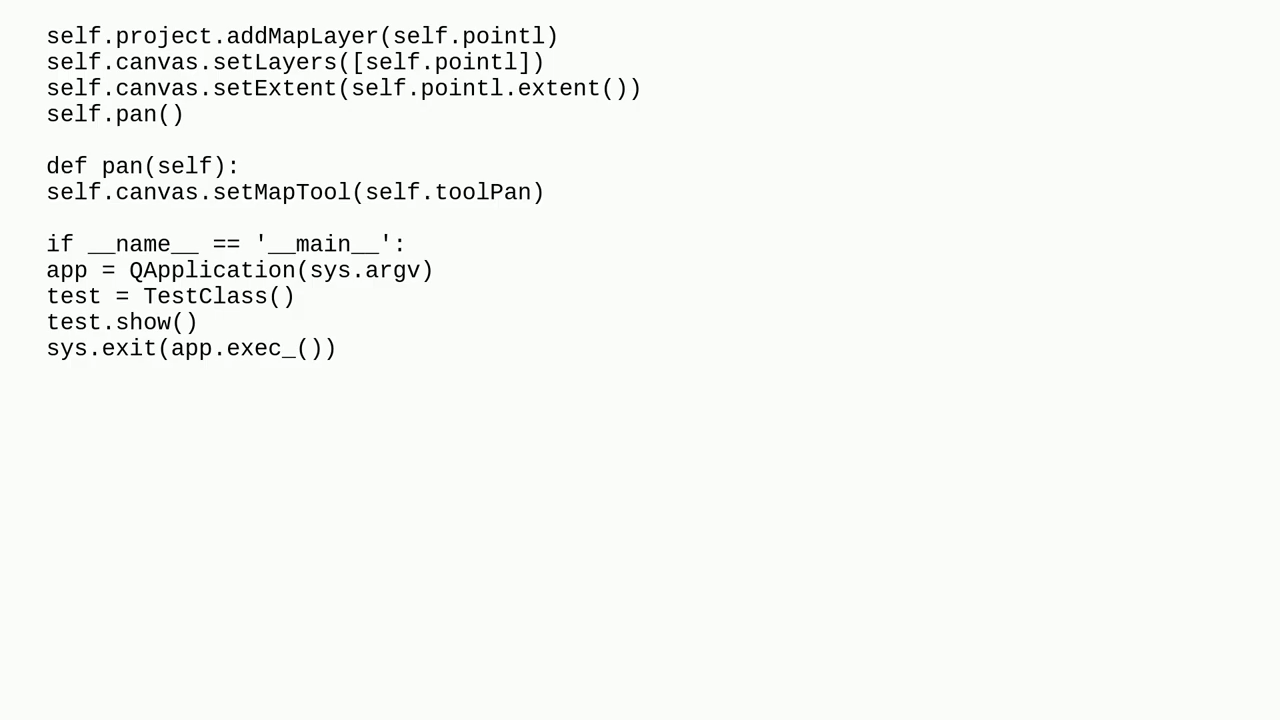 self.project.addMapLayer(self.pointl)
self.canvas.setLayers([self.pointl])
self.canvas.setExtent(self.pointl.extent())
self.pan()
def pan(self):
self.canvas.setMapTool(self.toolPan)
if __name__ == '__main__':
app = QApplication(sys.argv)
test = TestClass()
test.show()
sys.exit(app.exec_())